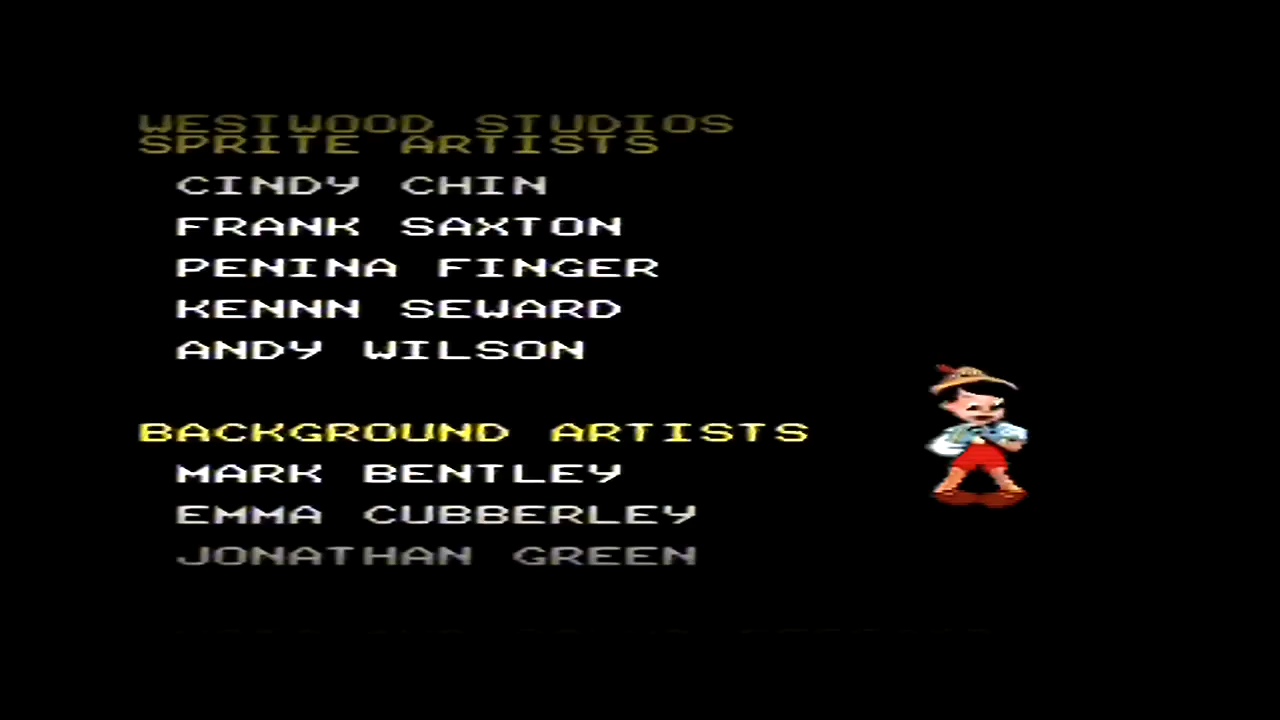 WESTWOOD STUDIOS
SPRITE ARTISTS
CINDY CHIN
FRANK SAXTON
PENINA FINGER
KENNN SEWARD
ANDY WILSON
BACKGROUND ARTISTS
MARK BENTLEY
EMMA CUBBERLEY
JONATHAN GREEN